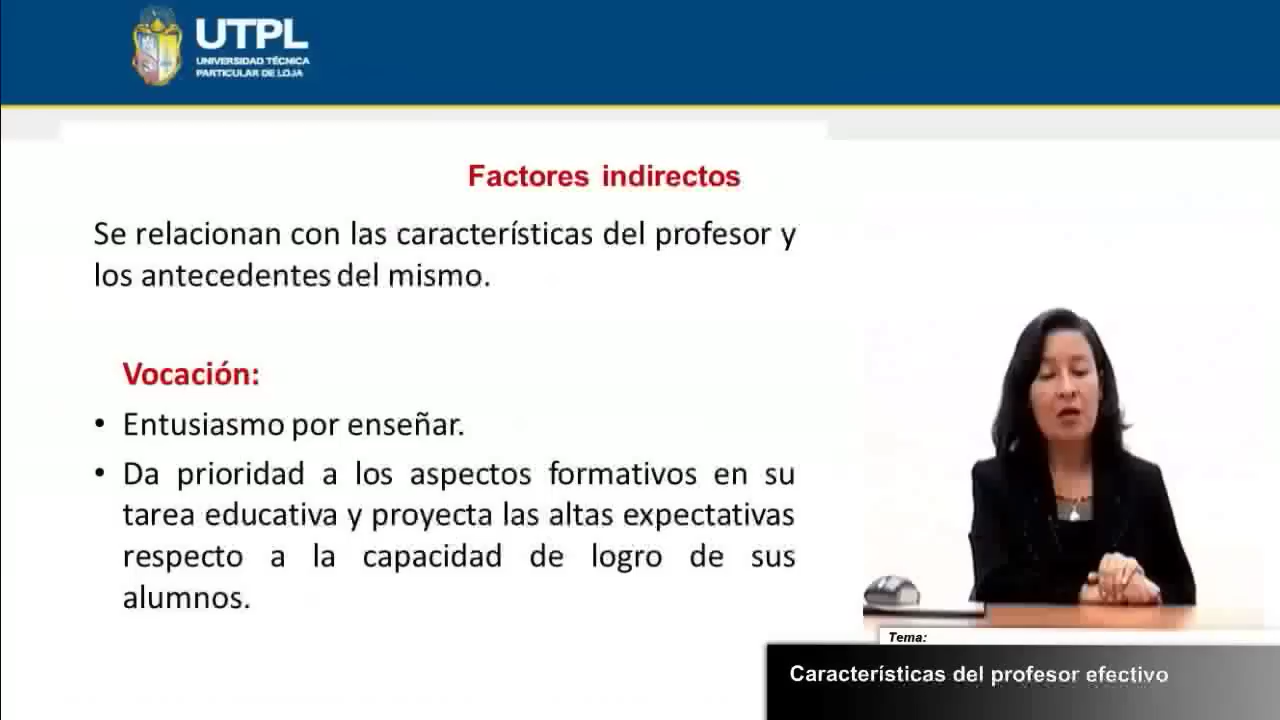 UTPL
UNIVERSIDAD TÉCNICA
PARTICULAR DE LOJA
Factores indirectos
Se relacionan con las características del profesor y
los antecedentes del mismo.
Vocación:
• Entusiasmo por enseñar.
• Da prioridad a los aspectos formativos en su
tarea educativa y proyecta las altas expectativas
respecto a la capacidad de logro de sus
alumnos.
Tema:
Características del profesor efectivo